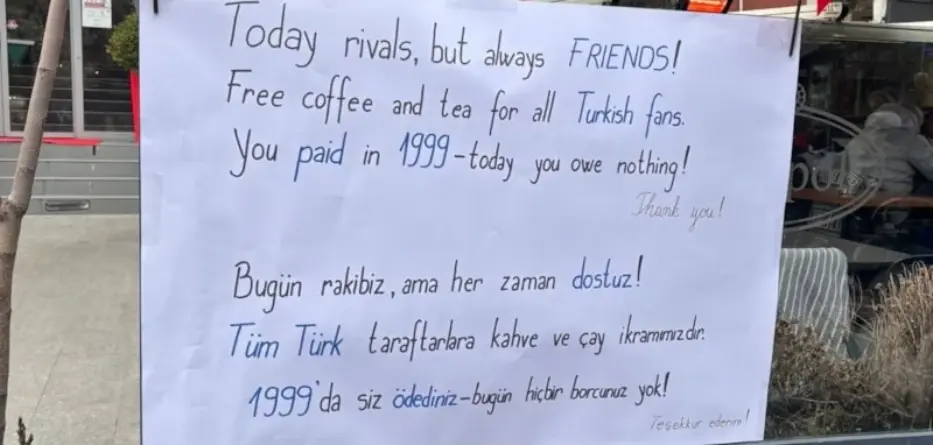 Today rivals, but always FRIENDS!
Free coffee and tea for all Turkish fans.
You paid in 1999-today you owe nothing!
Thank you!
Bugün rakibiz, ama her zaman dostuz!
Tüm Türk taraftarlara kahve ve çay ikramımızdır.
1999'da siz ödediniz-bugün hiçbir borcunuz yok!
Teşekkur ederim!